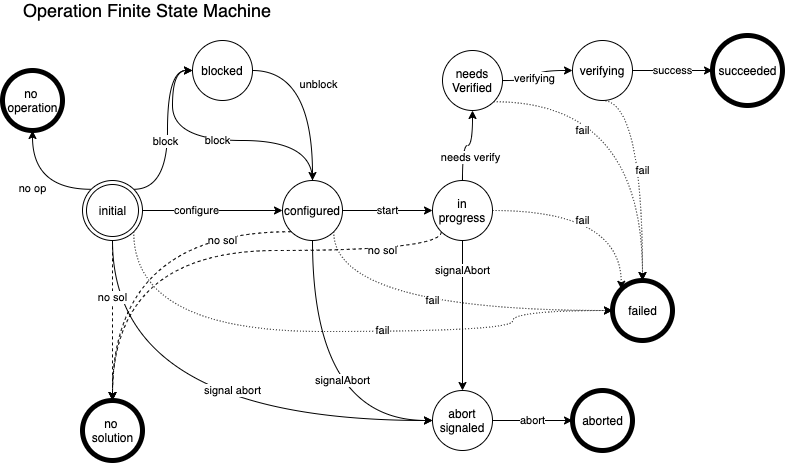 Operation Finite State Machine
blocked
needs
Verified
verifying
verifying
success
succeeded
no
operation
unblock
block
block
fail
needs verify
fail
no op
initial
configure
configured
start
in
progress
fail
no sol
no sol
signalAbort
no sol
fail
failed
fail
signalAbort
signal abort
no
solution
abort
signaled
abort
aborted